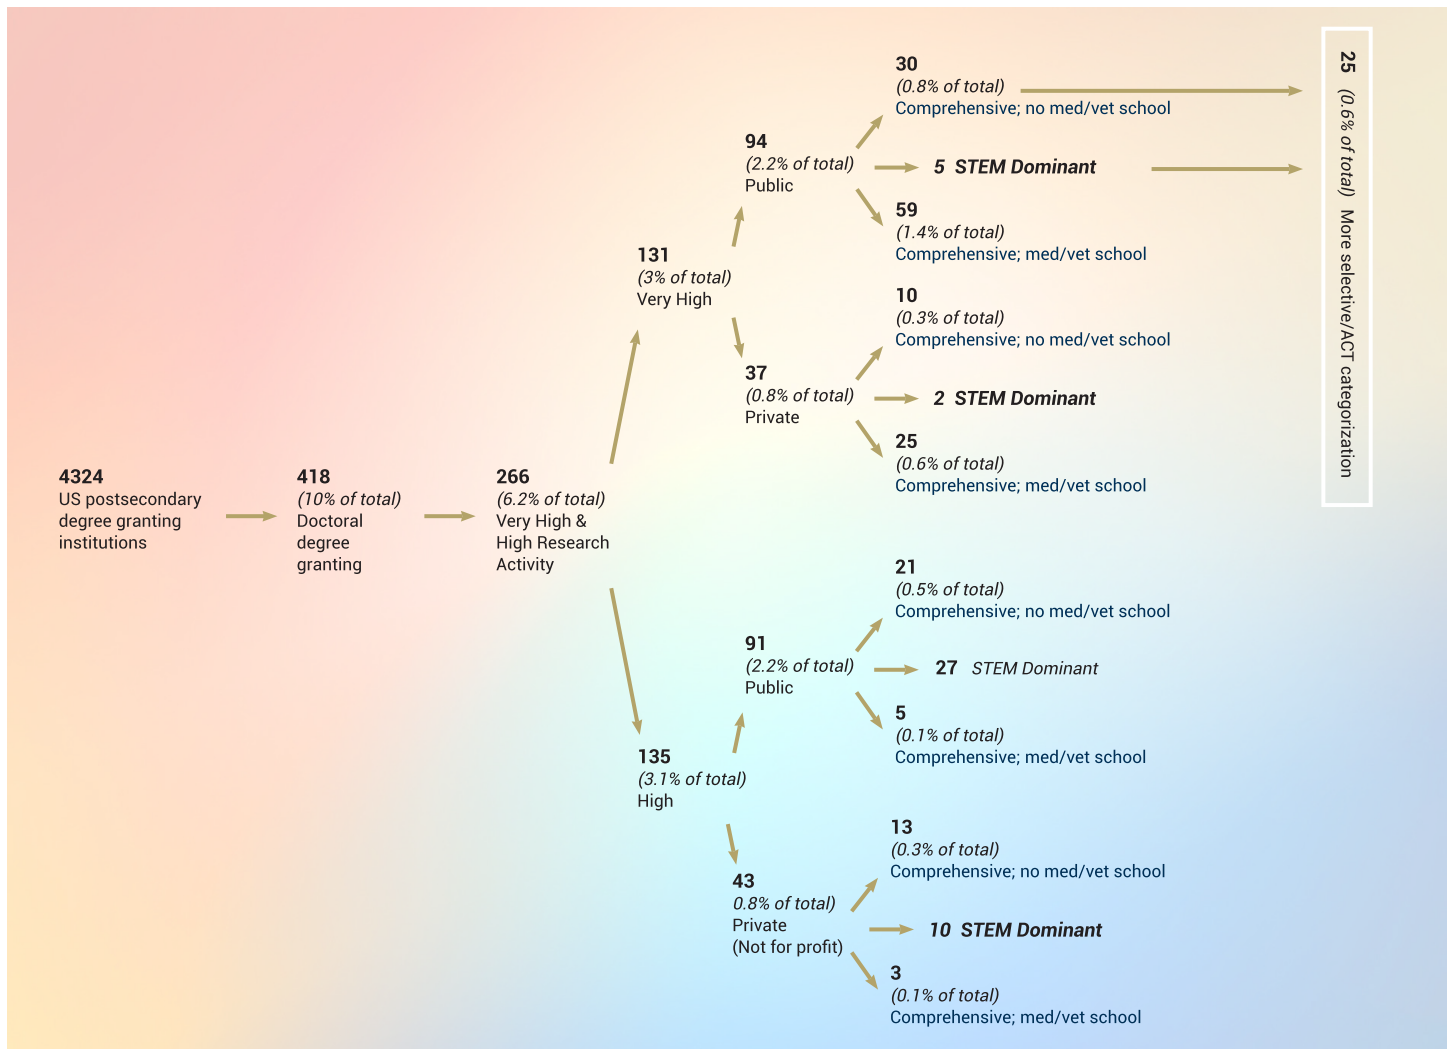 4324
US postsecondary
degree granting
institutions
418
(10% of total)
Doctoral
degree
granting
266
(6.2% of total)
Very High &
High Research
Activity
131
(3% of total)
Very High
94
(2.2% of total)
Public
30
(0.8% of total)
Comprehensive; no med/vet school
5 STEM Dominant
59
(1.4% of total)
Comprehensive; med/vet school
37
(0.8% of total)
Private
10
(0.3% of total)
Comprehensive; no med/vet school
2 STEM Dominant
25
(0.6% of total)
Comprehensive; med/vet school
25 (0.6% of total) More selective/ACT categorization
135
(3.1% of total)
High
91
(2.2% of total)
Public
21
(0.5% of total)
Comprehensive; no med/vet school
27 STEM Dominant
5
(0.1% of total)
Comprehensive; med/vet school
43
0.8% of total)
Private
(Not for profit)
13
(0.3% of total)
Comprehensive; no med/vet school
10 STEM Dominant
3
(0.1% of total)
Comprehensive; med/vet school